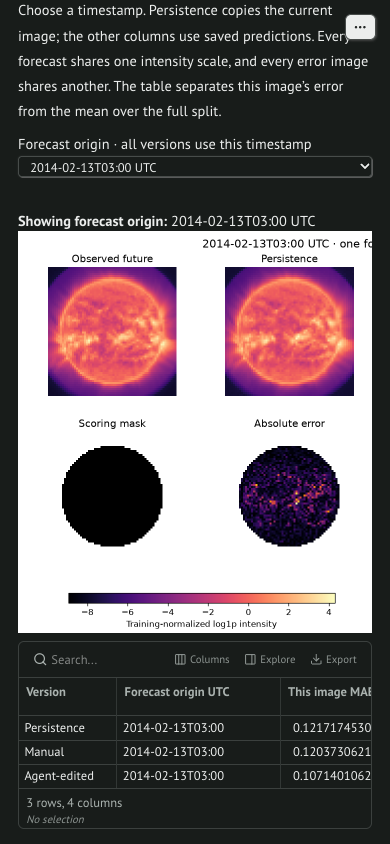 Choose a timestamp. Persistence copies the current
image; the other columns use saved predictions. Every
forecast shares one intensity scale, and every error image
shares another. The table separates this image’s error
from the mean over the full split.
Forecast origin · all versions use this timestamp
2014-02-13T03:00 UTC
Showing forecast origin: 2014-02-13T03:00 UTC
2014-02-13T03:00 UTC · one fo
Observed future Persistence
Scoring mask Absolute error
−8 −6 −4 −2 0 2 4
Training-normalized log1p intensity
Search... Columns Explore Export
Version Forecast origin UTC This image MAE
Persistence 2014-02-13T03:00 0.1217174530
Manual 2014-02-13T03:00 0.1203730621
Agent-edited 2014-02-13T03:00 0.1071401062
3 rows, 4 columns
No selection